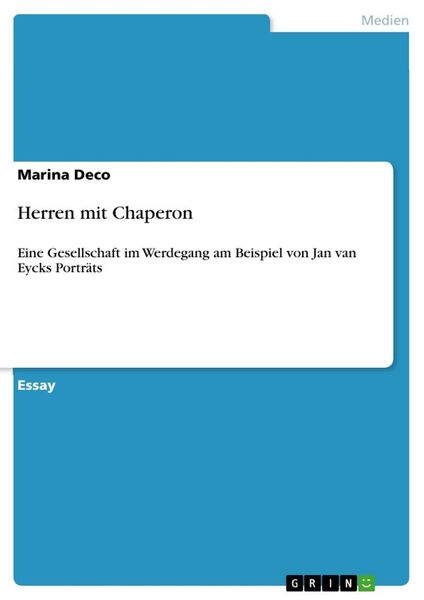 Medien
Marina Deco
Herren mit Chaperon
Eine Gesellschaft im Werdegang am Beispiel von Jan van
Eycks Porträts
Essay
GRIN